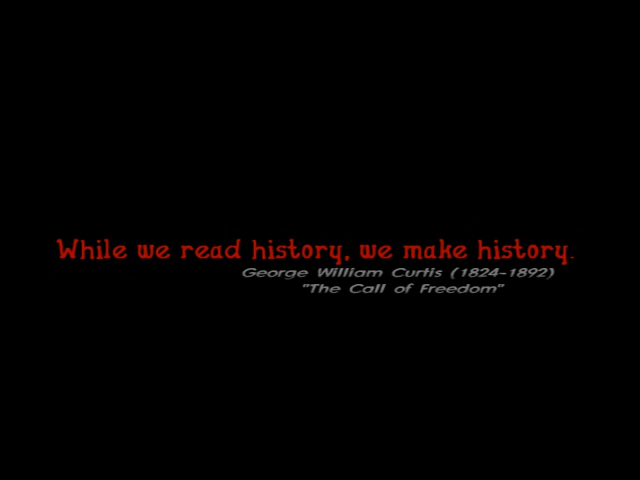 While we read history, we make history.
George William Curtis (1824-1892)
"The Call of Freedom"